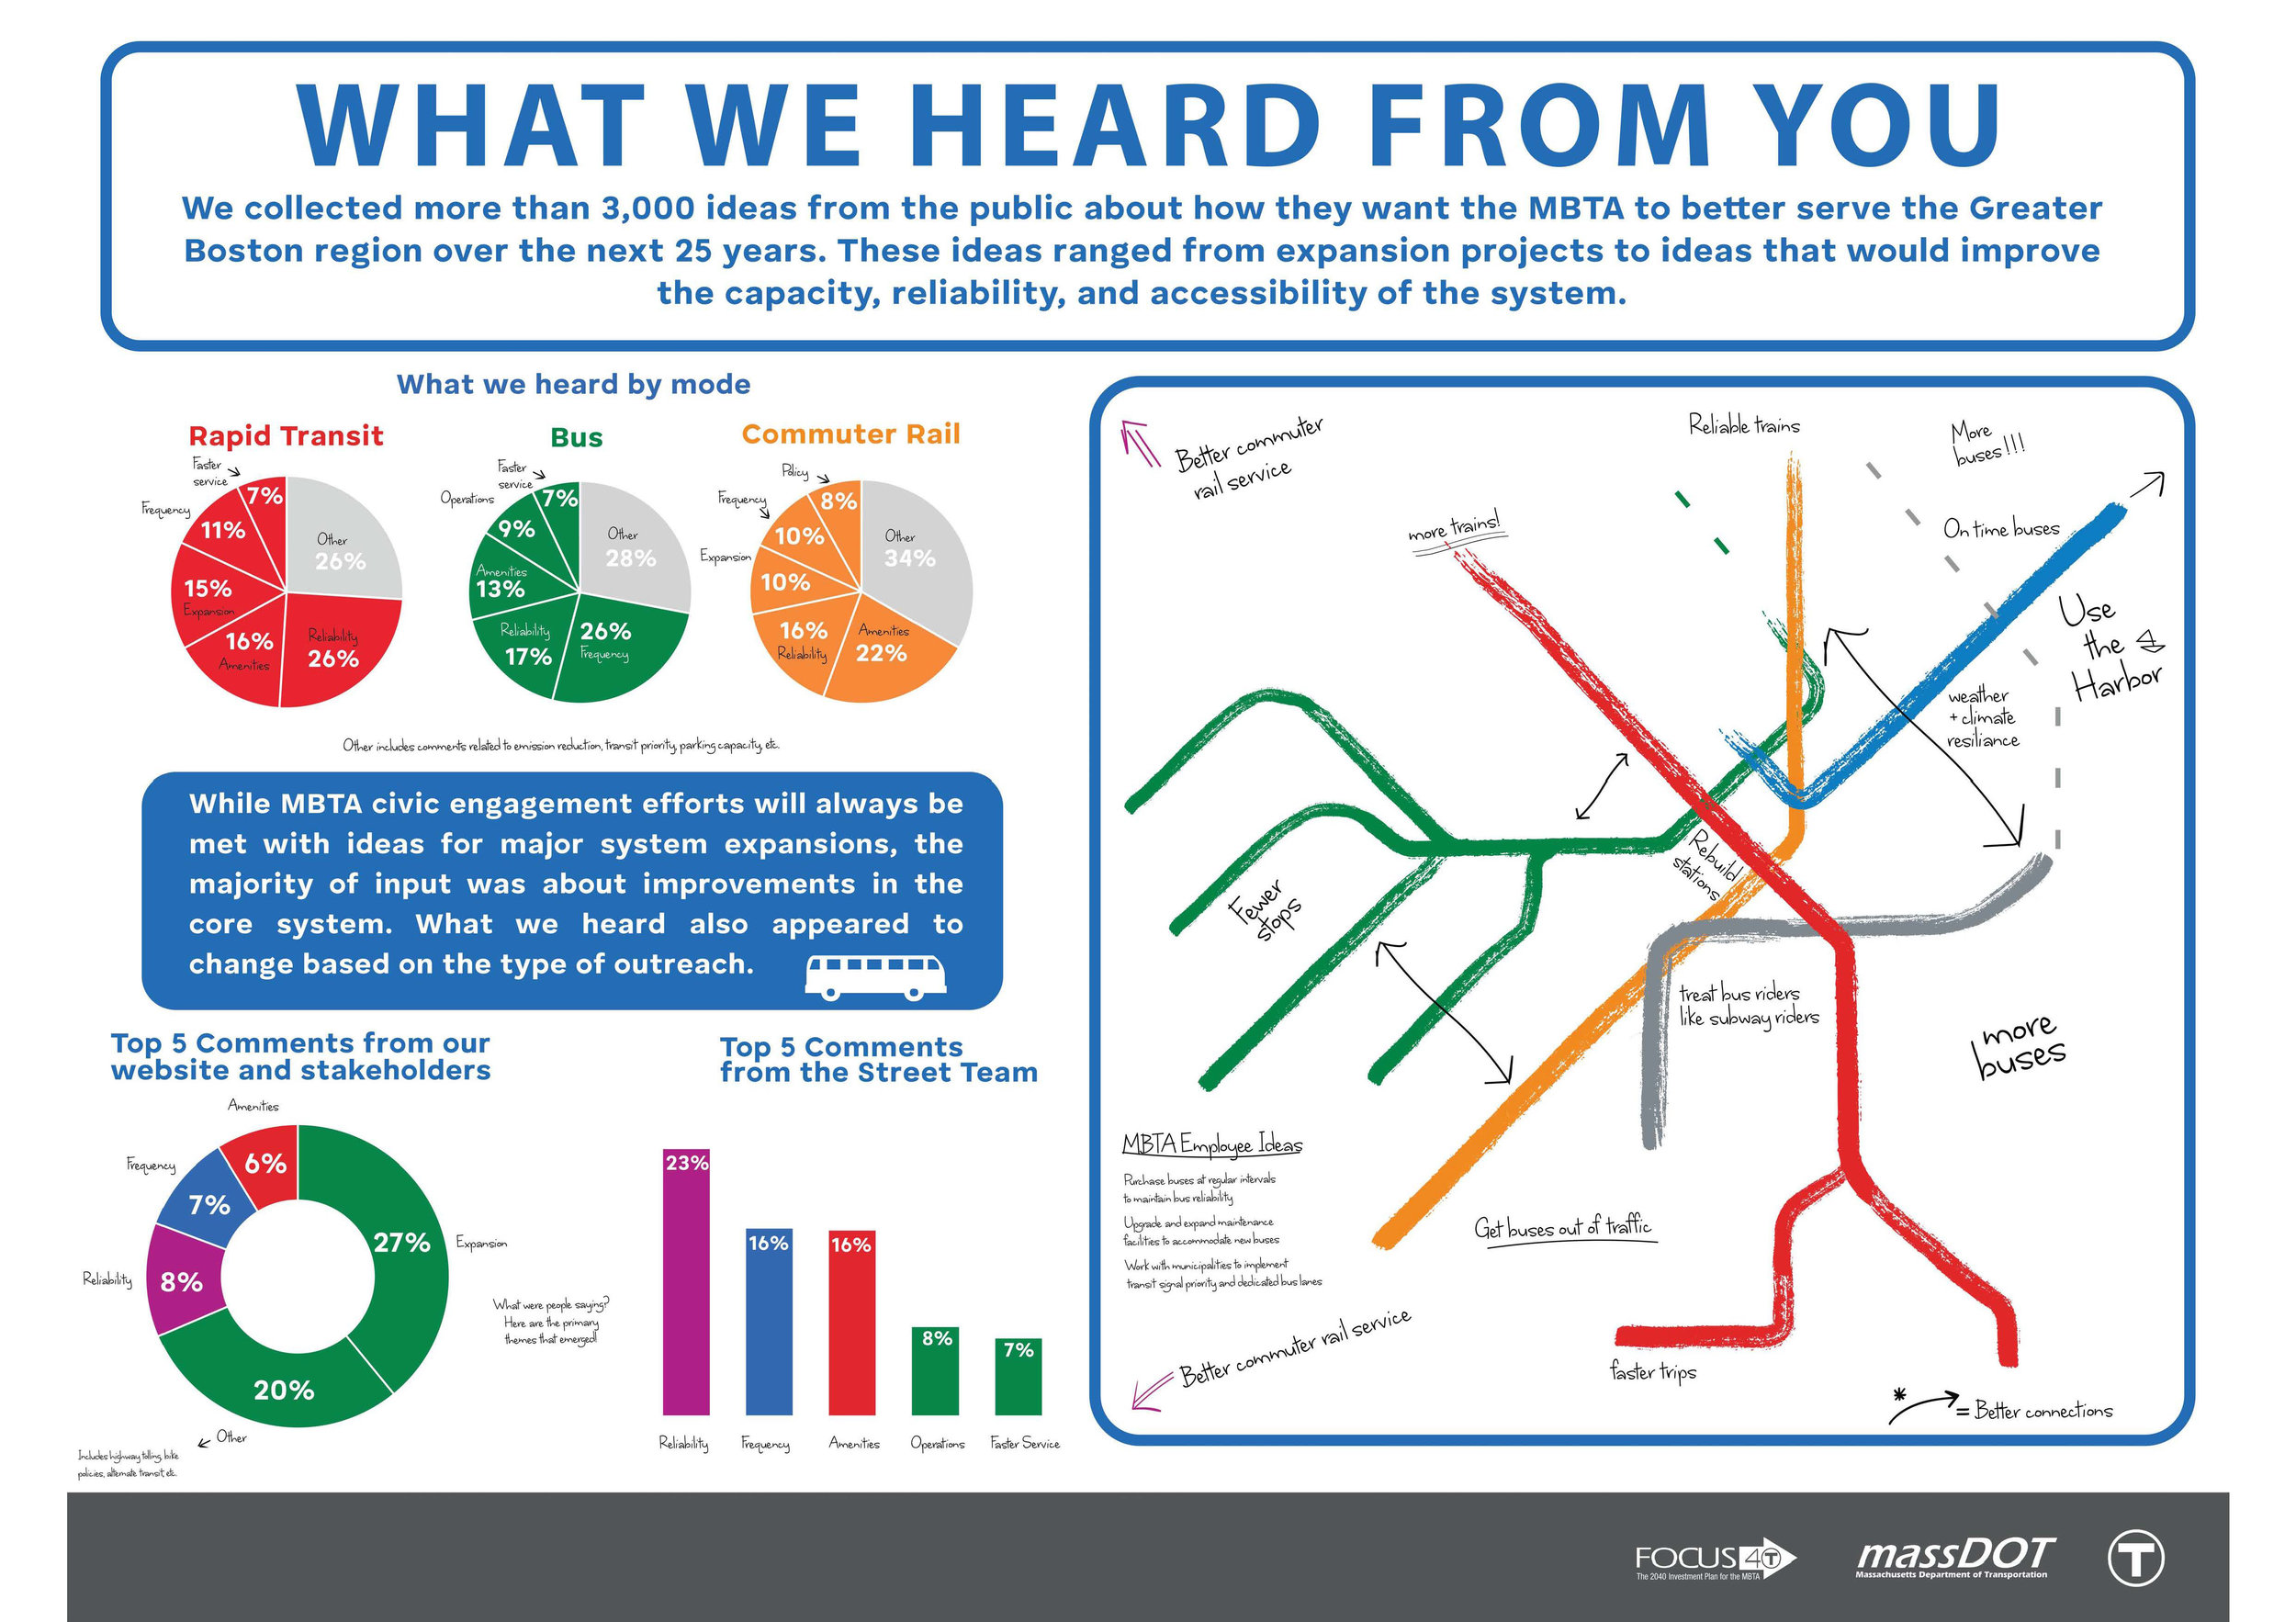 WHAT WE HEARD FROM YOU
We collected more than 3,000 ideas from the public about how they want the MBTA to better serve the Greater
Boston region over the next 25 years. These ideas ranged from expansion projects to ideas that would improve
the capacity, reliability, and accessibility of the system.
What we heard by mode
Rapid Transit
Faster
service
7%
Frequency
11%
Other
26%
15%
Expansion
16%
Amenities
Reliability
26%
Bus
Faster
service
7%
Operations
9%
Other
28%
Amenities
13%
Reliability
17%
26%
Frequency
Commuter Rail
Policy
8%
Frequency
10%
Other
34%
Expansion
10%
16%
Reliability
Amenities
22%
Other includes comments related to emission reduction, transit priority, parking capacity, etc.
While MBTA civic engagement efforts will always be
met with ideas for major system expansions, the
majority of input was about improvements in the
core system. What we heard also appeared to
change based on the type of outreach.
Top 5 Comments from our
website and stakeholders
Amenities
6%
Frequency
7%
27%
Expansion
Reliability
8%
20%
Other
Includes highway tolling, bike
policies, alternate transit, etc.
What were people saying?
Here are the primary
themes that emerged!
Top 5 Comments
from the Street Team
23%
16%
16%
8%
7%
Reliability
Frequency
Amenities
Operations
Faster Service
Better commuter
rail service
more trains!
Reliable trains
More
buses!!!
On time buses
Use
the
Harbor
weather
+ climate
resiliance
Rebuild
stations
Fewer
stops
treat bus riders
like subway riders
more
buses
MBTA Employee Ideas
Purchase buses at regular intervals
to maintain bus reliability
Upgrade and expand maintenance
facilities to accommodate new buses
Work with municipalities to implement
transit signal priority and dedicated bus lanes
Get buses out of traffic
Better commuter rail service
faster trips
* = Better connections
FOCUS 40
The 2040 Investment Plan for the MBTA
massDOT
Massachusetts Department of Transportation
T